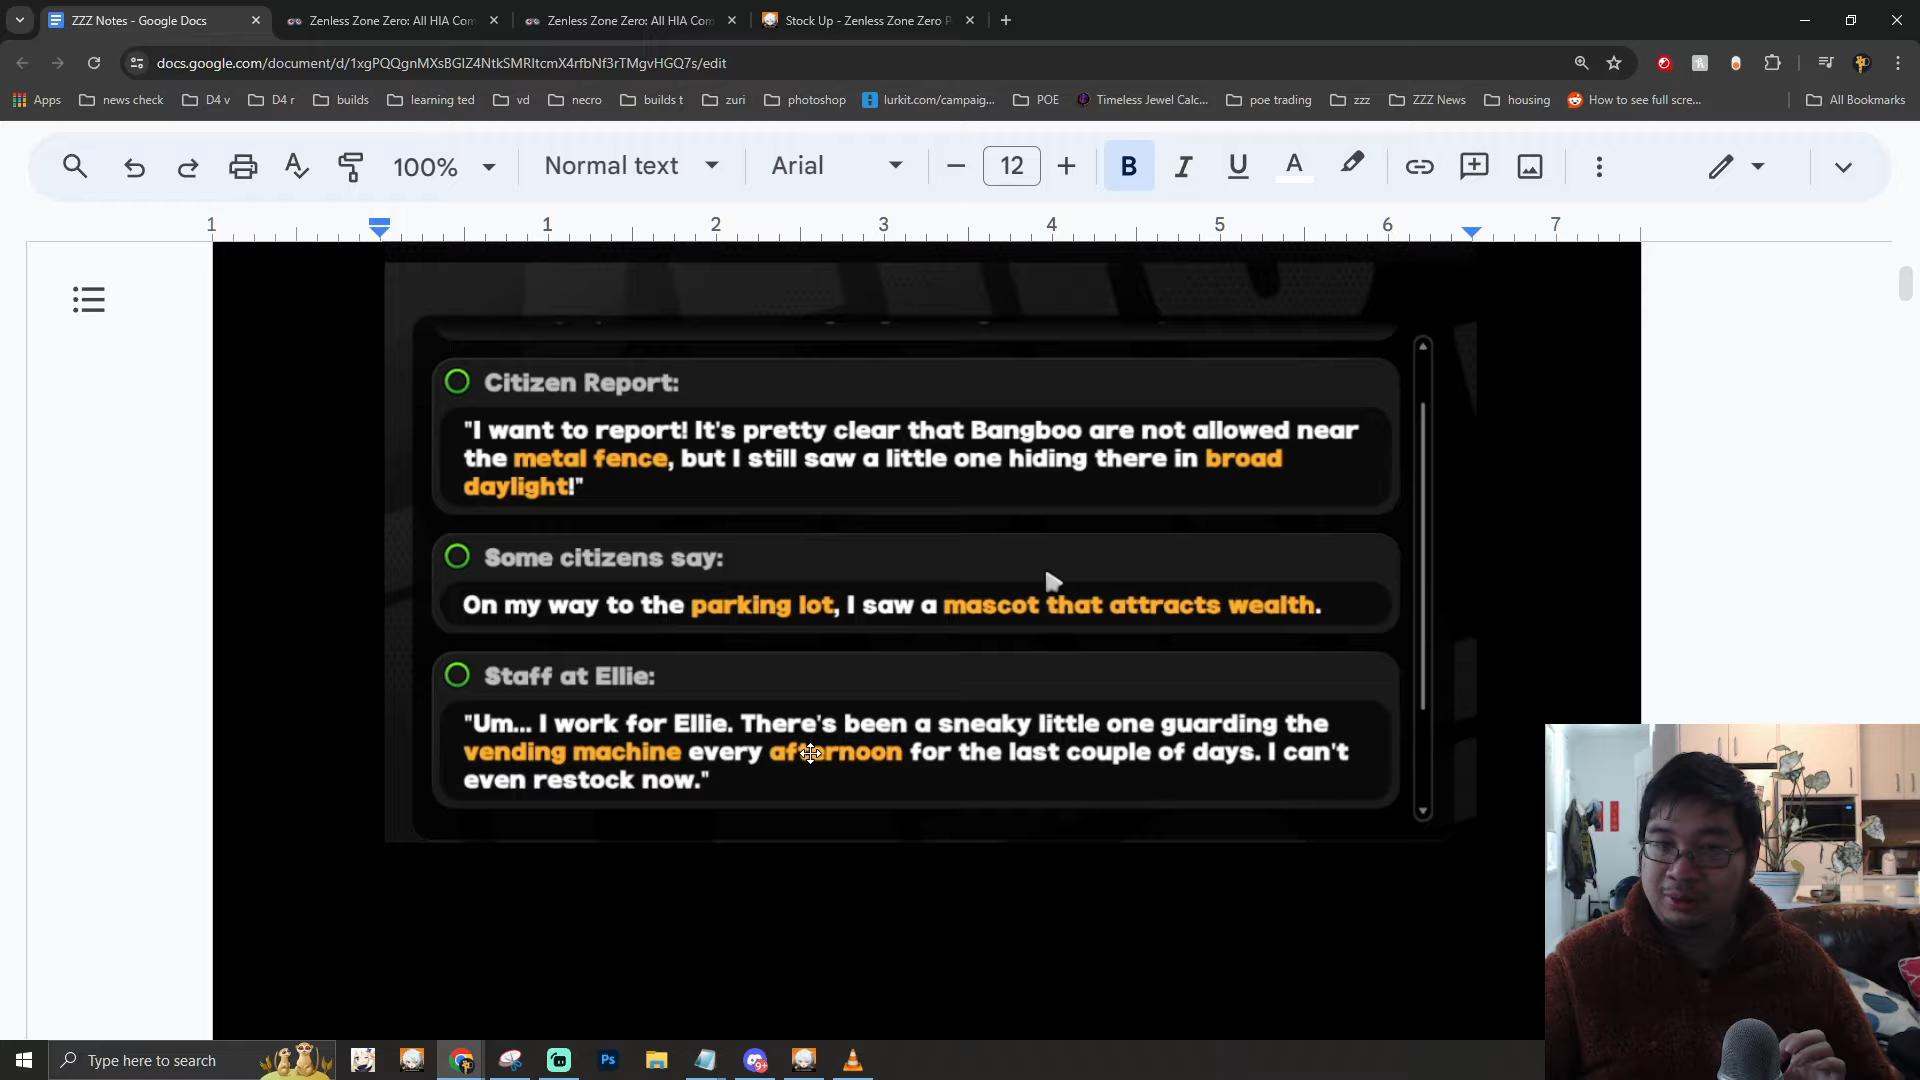 ZZZ Notes - Google Docs
Zenless Zone Zero: All HIA Com
Zenless Zone Zero: All HIA Com
Stock Up - Zenless Zone Zero P
docs.google.com/document/d/1xgPQQgnMXsBGIZ4NtkSMRItcmX4rfbNf3rTMgvHGQ7s/edit
Apps
news check
D4 v
D4 r
builds
learning ted
vd
necro
builds t
zuri
photoshop
lurkit.com/campaig...
POE
Timeless Jewel Calc...
poe trading
zzz
ZZZ News
housing
How to see full scre...
All Bookmarks
100%
Normal text
Arial
12
B I U A
1 1 2 3 4 5 6 7
Citizen Report:
"I want to report! It's pretty clear that Bangboo are not allowed near
the metal fence, but I still saw a little one hiding there in broad
daylight!"
Some citizens say:
On my way to the parking lot, I saw a mascot that attracts wealth.
Staff at Ellie:
"Um... I work for Ellie. There's been a sneaky little one guarding the
vending machine every afternoon for the last couple of days. I can't
even restock now."
Type here to search
Ps
9+